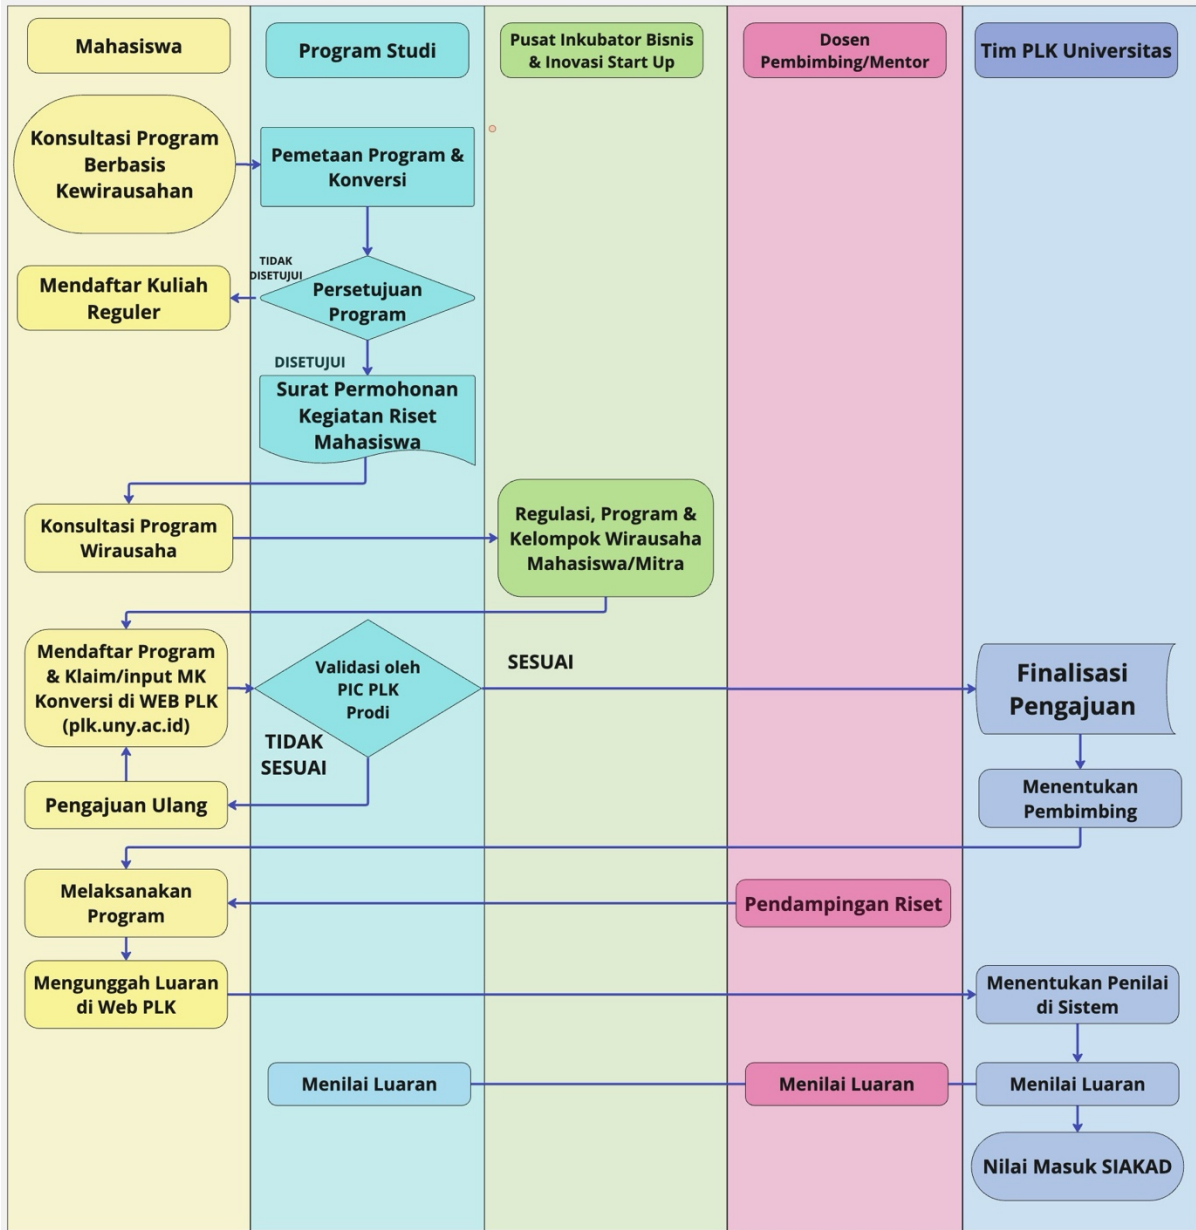 Mahasiswa
Program Studi
Pusat Inkubator Bisnis
& Inovasi Start Up
Dosen
Pembimbing/Mentor
Tim PLK Universitas
Konsultasi Program
Berbasis
Kewirausahan
Pemetaan Program &
Konversi
TIDAK
DISETUJUI
Mendaftar Kuliah
Reguler
Persetujuan
Program
DISETUJUI
Surat Permohonan
Kegiatan Riset
Mahasiswa
Konsultasi Program
Wirausaha
Regulasi, Program &
Kelompok Wirausaha
Mahasiswa/Mitra
Mendaftar Program
& Klaim/input MK
Konversi di WEB PLK
(plk.uny.ac.id)
Validasi oleh
PIC PLK
Prodi
SESUAI
TIDAK
SESUAI
Finalisasi
Pengajuan
Pengajuan Ulang
Menentukan
Pembimbing
Melaksanakan
Program
Pendampingan Riset
Mengunggah Luaran
di Web PLK
Menentukan Penilai
di Sistem
Menilai Luaran
Menilai Luaran
Menilai Luaran
Nilai Masuk SIAKAD